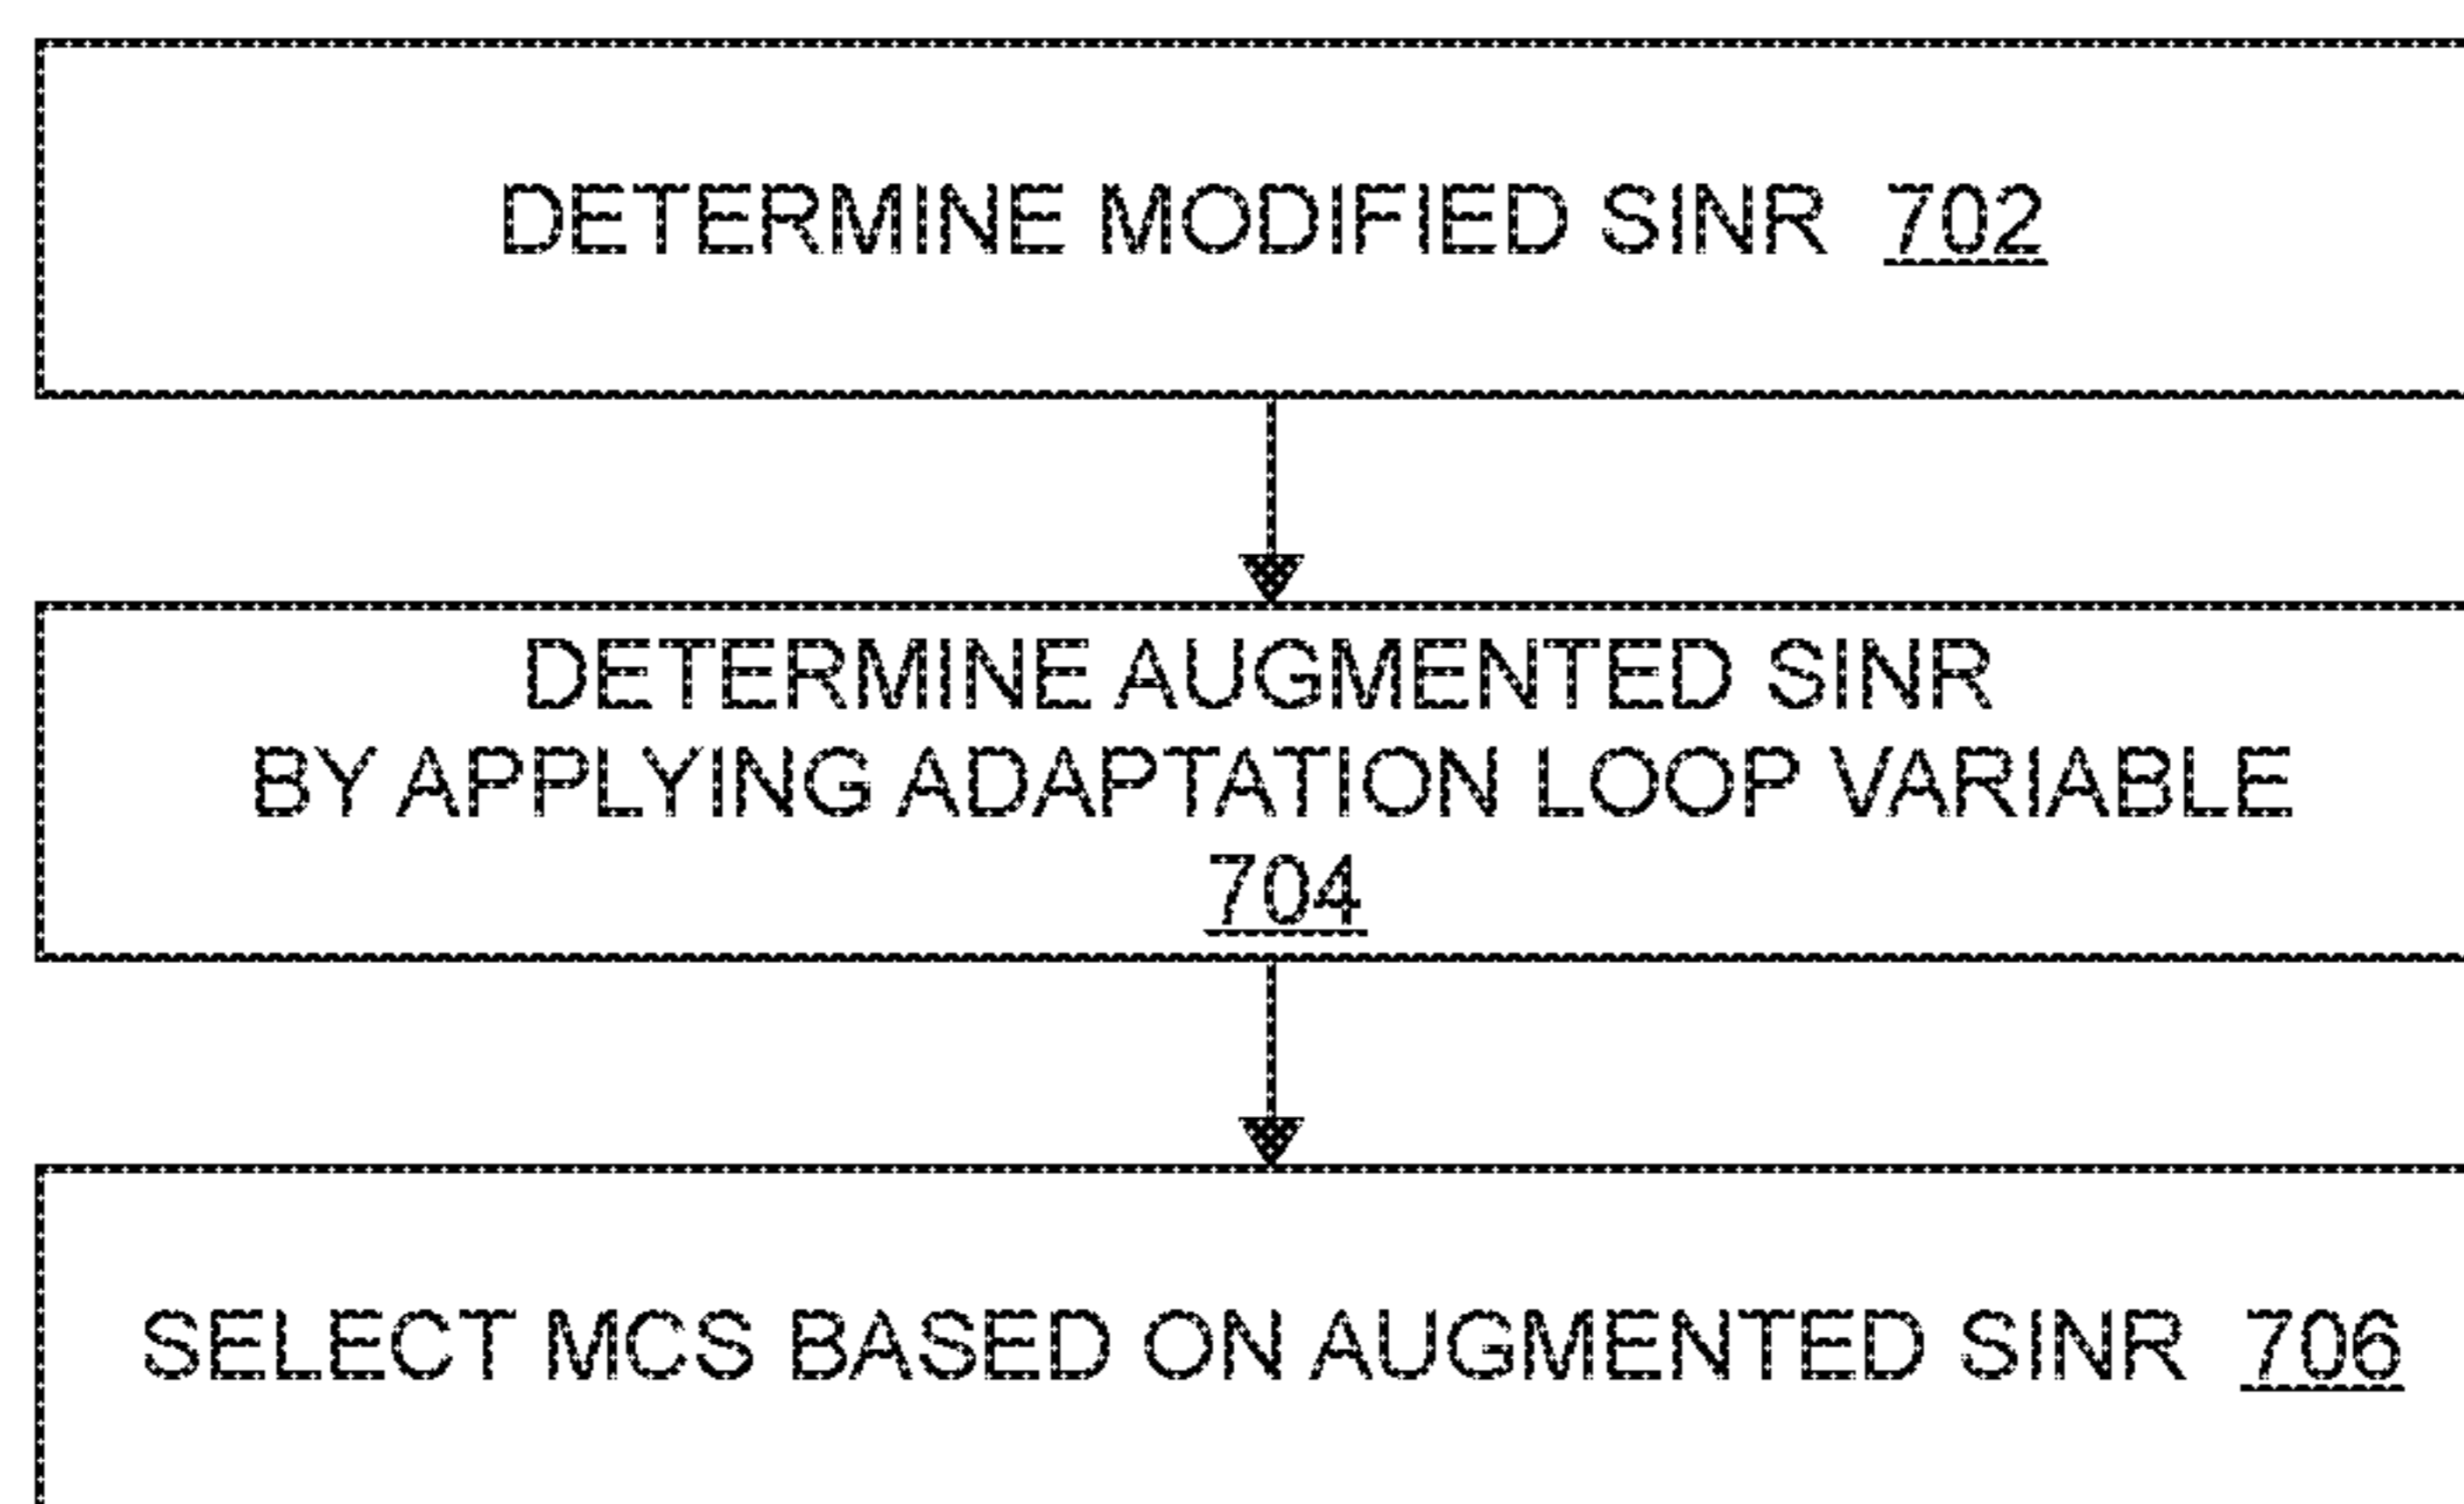 DETERMINE MODIFIED SINR 702
DETERMINE AUGMENTED SINR
BY APPLYING ADAPTATION LOOP VARIABLE
704
SELECT MCS BASED ON AUGMENTED SINR 706